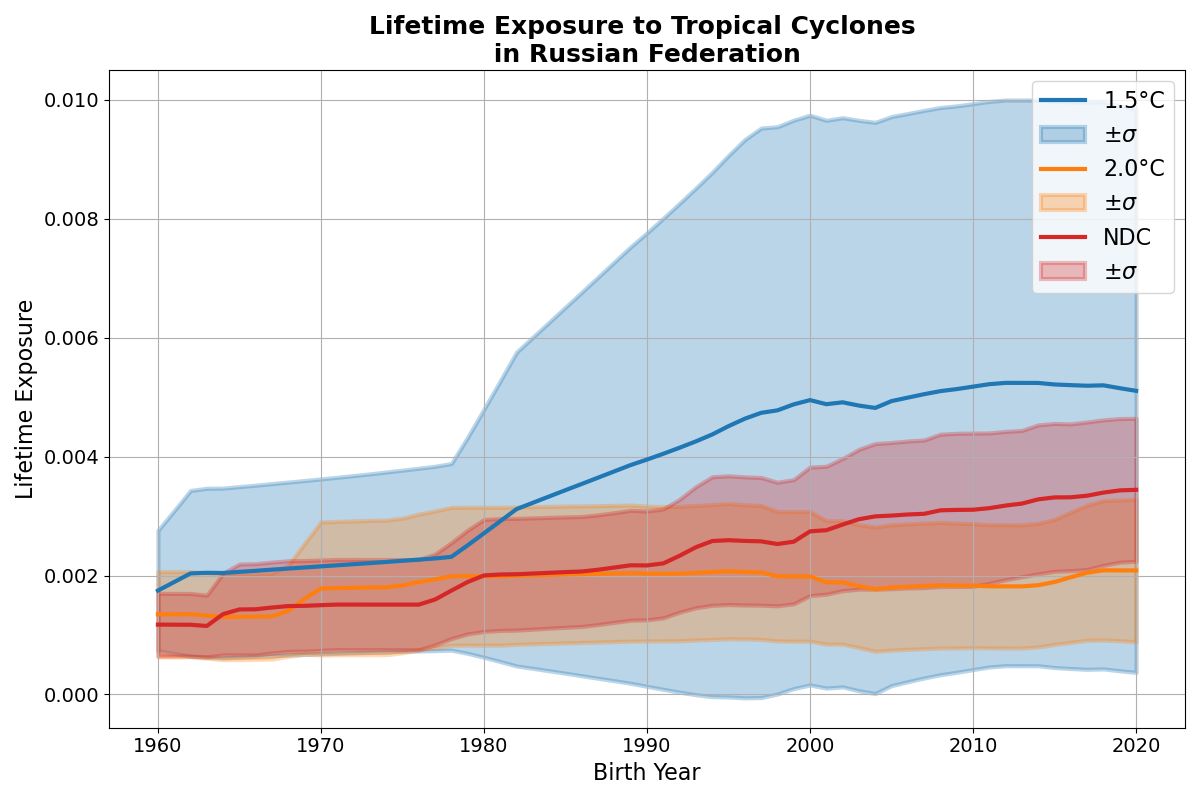 Lifetime Exposure to Tropical Cyclones
in Russian Federation
0.010
0.008
0.006
0.004
0.002
0.000
Lifetime Exposure
1.5°C
±σ
2.0°C
±σ
NDC
±σ
1960
1970
1980
1990
2000
2010
2020
Birth Year